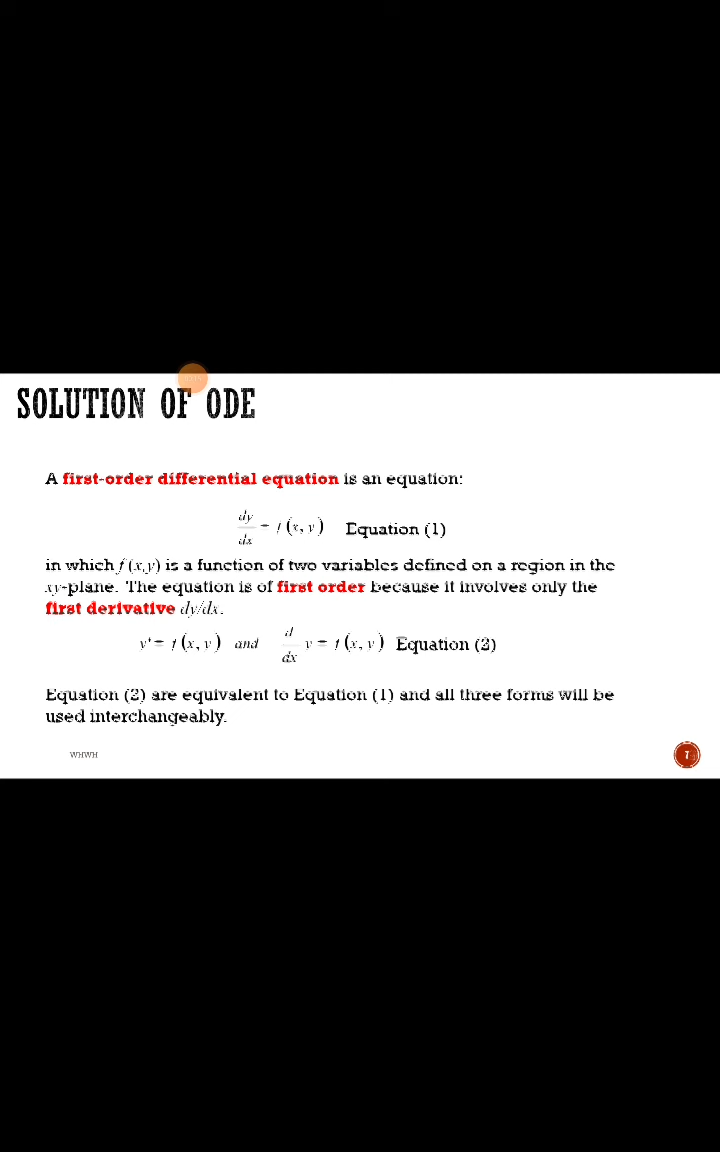 SOLUTION OF ODE
A first-order differential equation is an equation:
dy/dx = f (x, y) Equation (1)
in which f (x,y) is a function of two variables defined on a region in the
xy-plane. The equation is of first order because it involves only the
first derivative dy/dx.
y' = f (x, y) and d/dx y = f (x, y) Equation (2)
Equation (2) are equivalent to Equation (1) and all three forms will be
used interchangeably.
WHWH
7